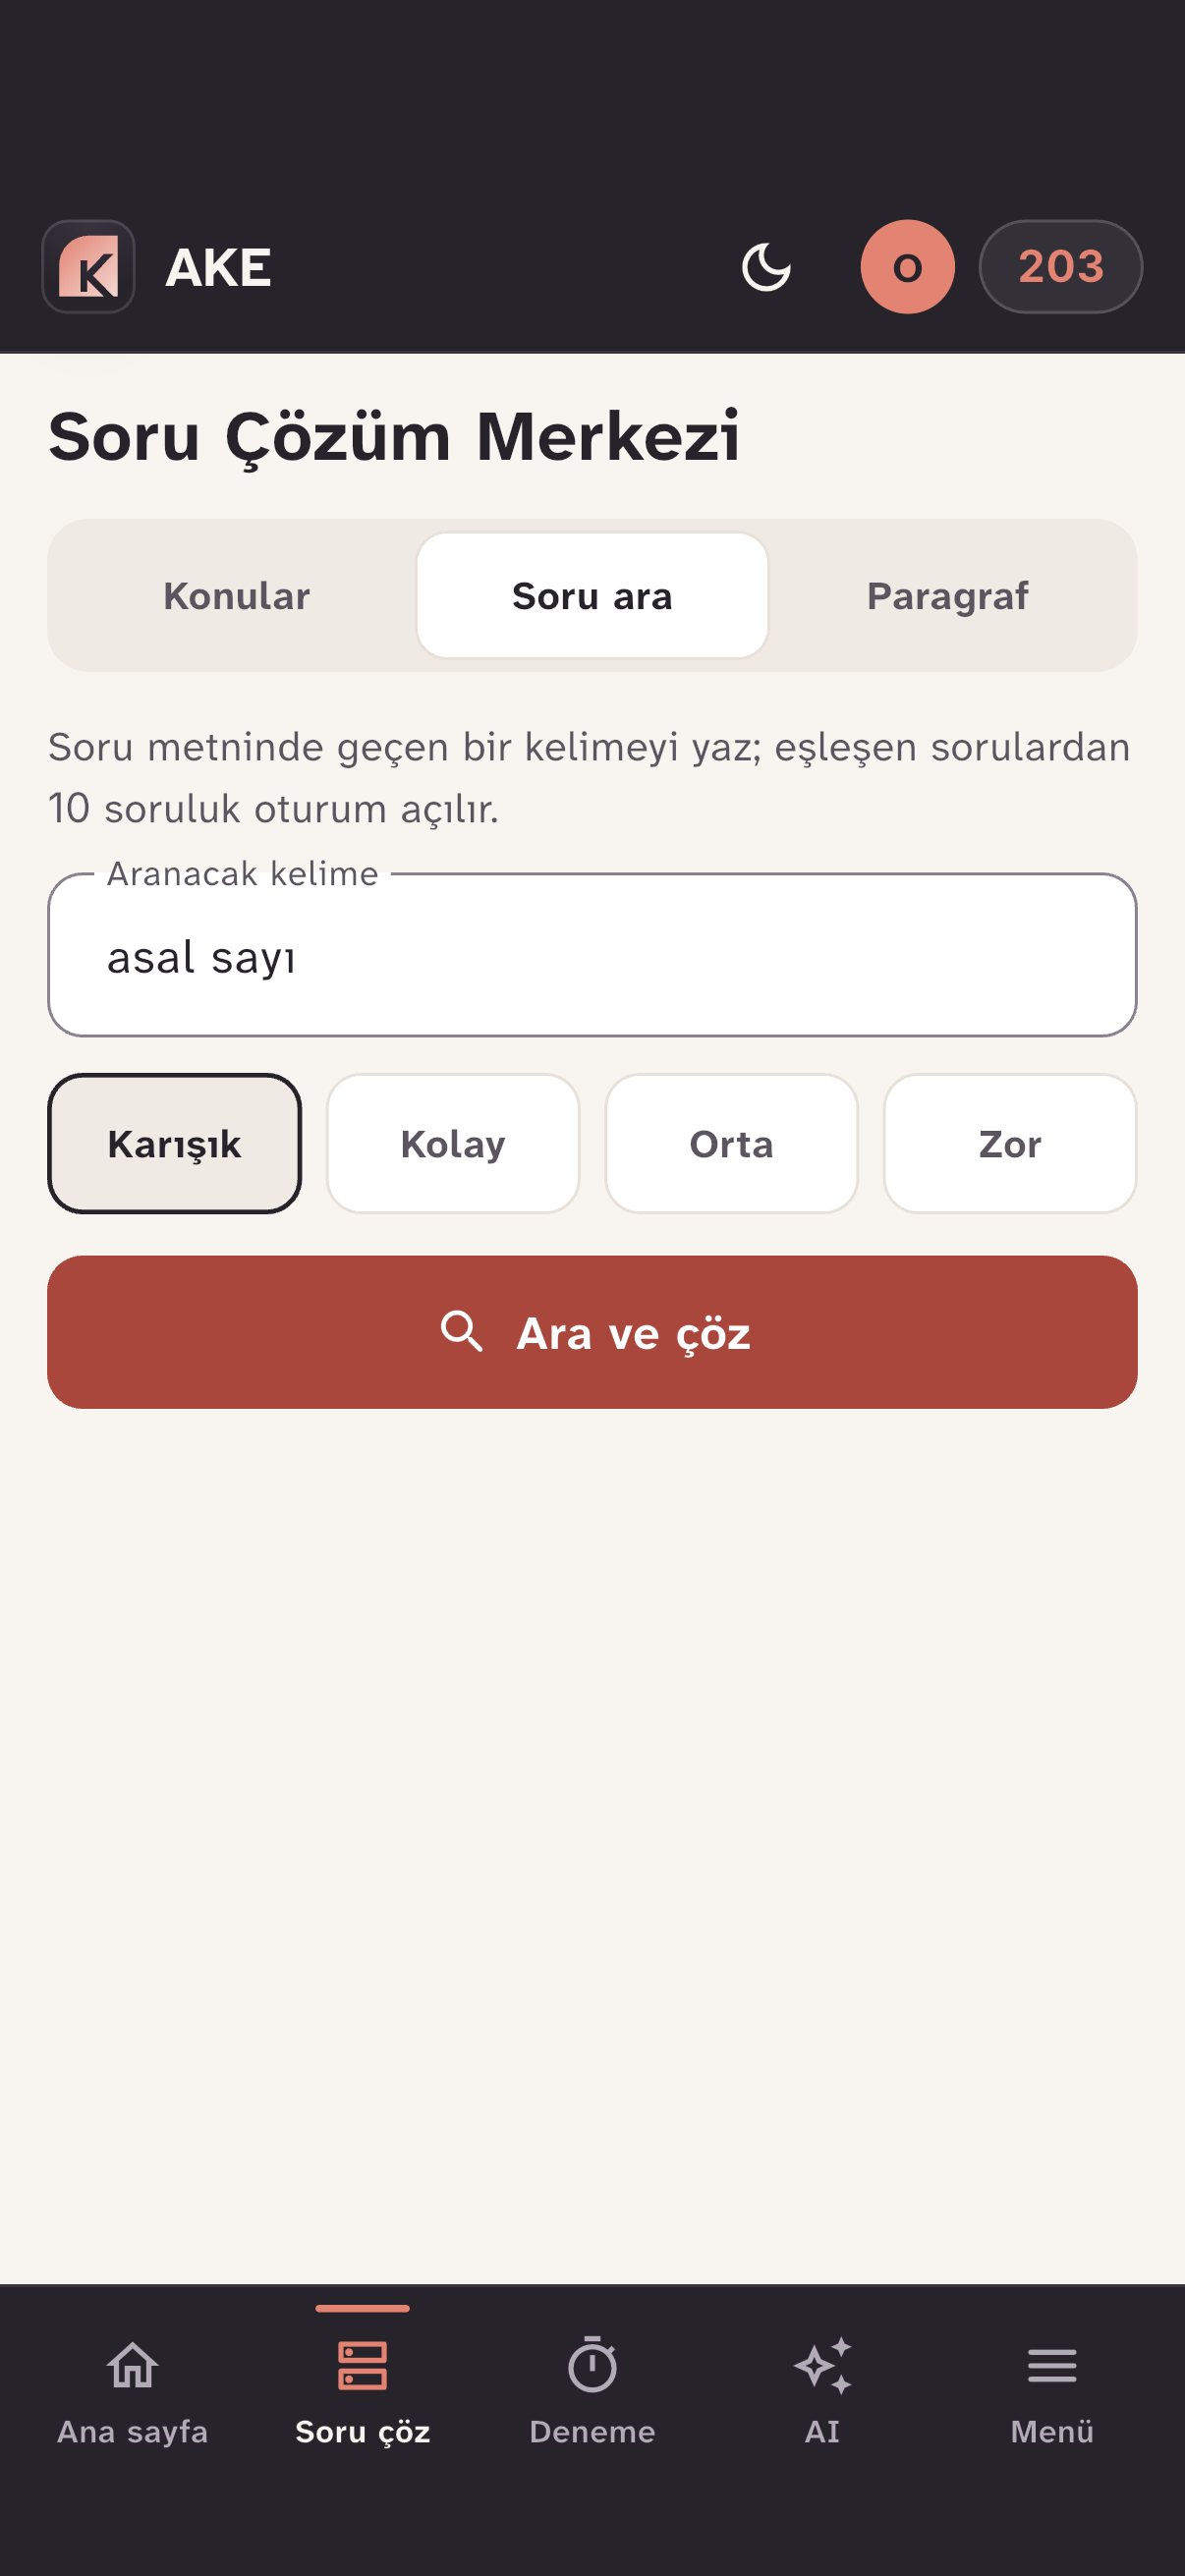 K AKE
O 203
Soru Çözüm Merkezi
Konular Soru ara Paragraf
Soru metninde geçen bir kelimeyi yaz; eşleşen sorulardan
10 soruluk oturum açılır.
Aranacak kelime
asal sayı
Karışık Kolay Orta Zor
Ara ve çöz
Ana sayfa Soru çöz Deneme AI Menü